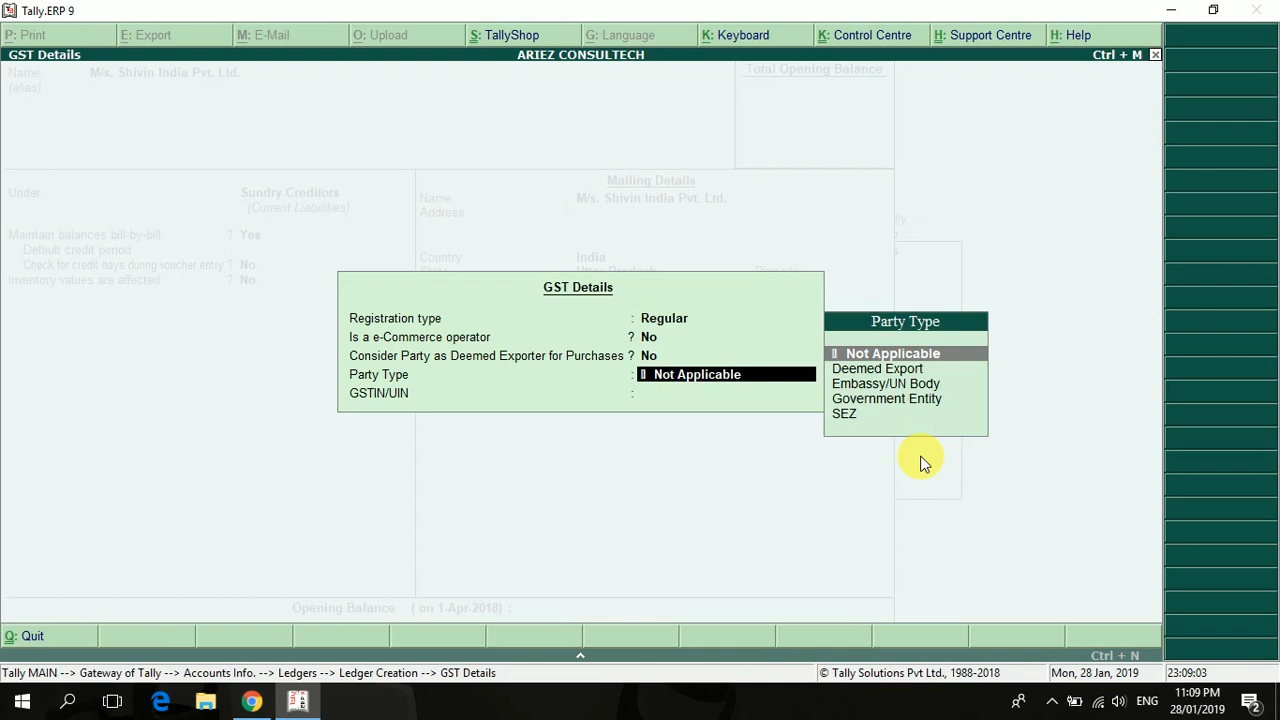 Tally.ERP 9
P: Print E: Export M: E-Mail O: Upload S: TallyShop G: Language K: Keyboard K: Control Centre H: Support Centre H: Help
GST Details ARIEZ CONSULTECH Ctrl + M
Name M/s. Shivin India Pvt. Ltd. Total Opening Balance
(alias)
Mailing Details
Under Sundry Creditors Name M/s. Shivin India Pvt. Ltd.
(Current Liabilities) Address :
Maintain balances bill-by-bill ? Yes
Default credit period :
Check for credit days during voucher entry ? No Country : India
Inventory values are affected ? No State : Uttar Pradesh
GST Details
Registration type : Regular
Is a e-Commerce operator ? No
Consider Party as Deemed Exporter for Purchases ? No
Party Type : Not Applicable
GSTIN/UIN :
Party Type
Not Applicable
Deemed Export
Embassy/UN Body
Government Entity
SEZ
Opening Balance ( on 1-Apr-2018) :
Q: Quit
Ctrl + N
Tally MAIN --> Gateway of Tally --> Accounts Info. --> Ledgers --> Ledger Creation --> GST Details © Tally Solutions Pvt Ltd., 1988-2018 Mon, 28 Jan, 2019 23:09:03
ENG 11:09 PM
28/01/2019 2